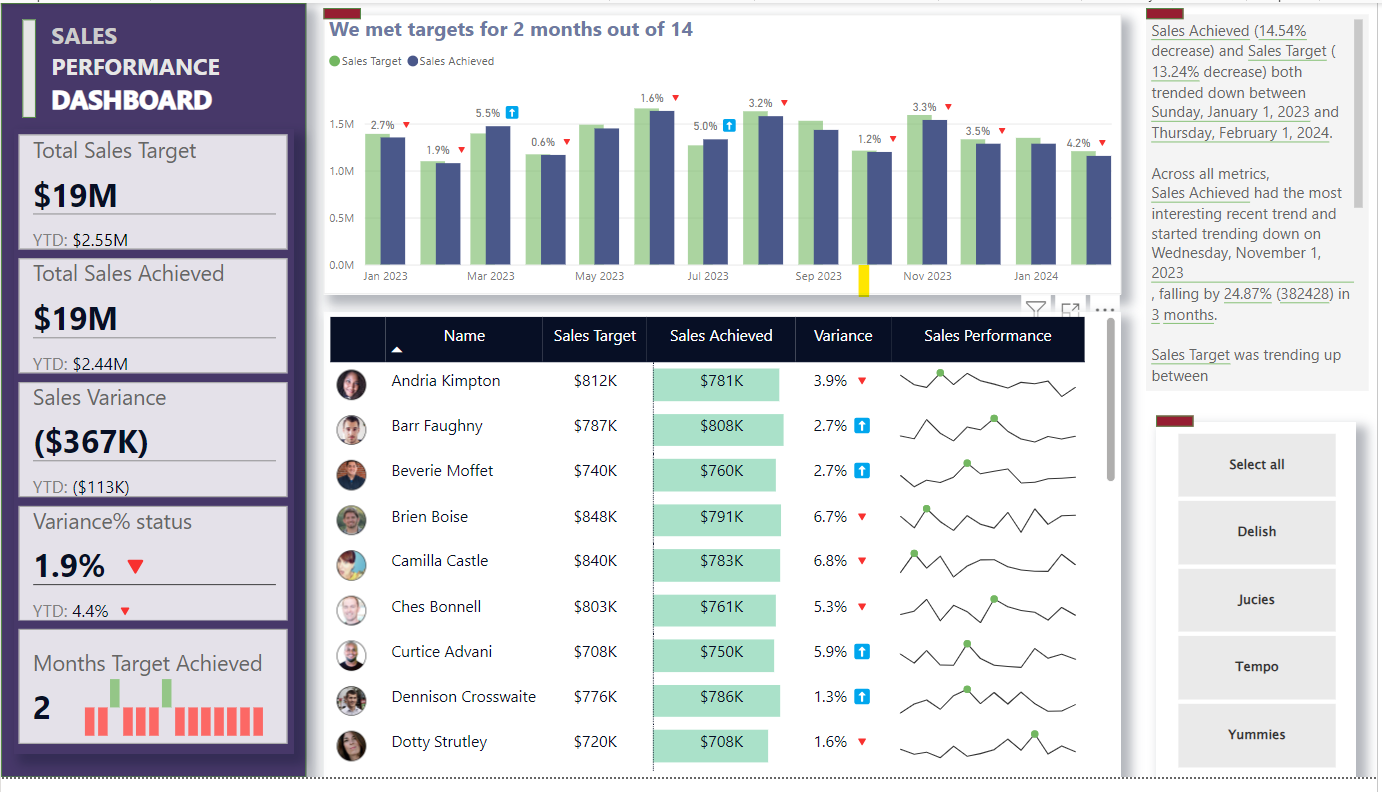 SALES
PERFORMANCE
DASHBOARD
Total Sales Target
$19M
YTD: $2.55M
Total Sales Achieved
$19M
YTD: $2.44M
Sales Variance
($367K)
YTD: ($113K)
Variance% status
1.9%
YTD: 4.4%
Months Target Achieved
2
We met targets for 2 months out of 14
Sales Target Sales Achieved
1.5M
1.0M
0.5M
0.0M
2.7% 1.9% 5.5% 0.6% 1.6% 5.0% 3.2% 1.2% 3.3% 3.5% 4.2%
Jan 2023 Mar 2023 May 2023 Jul 2023 Sep 2023 Nov 2023 Jan 2024
Name Sales Target Sales Achieved Variance Sales Performance
Andria Kimpton $812K $781K 3.9%
Barr Faughny $787K $808K 2.7%
Beverie Moffet $740K $760K 2.7%
Brien Boise $848K $791K 6.7%
Camilla Castle $840K $783K 6.8%
Ches Bonnell $803K $761K 5.3%
Curtice Advani $708K $750K 5.9%
Dennison Crosswaite $776K $786K 1.3%
Dotty Strutley $720K $708K 1.6%
Sales Achieved (14.54%
decrease) and Sales Target (
13.24% decrease) both
trended down between
Sunday, January 1, 2023 and
Thursday, February 1, 2024.
Across all metrics,
Sales Achieved had the most
interesting recent trend and
started trending down on
Wednesday, November 1,
2023
, falling by 24.87% (382428) in
3 months.
Sales Target was trending up
between
Select all
Delish
Jucies
Tempo
Yummies